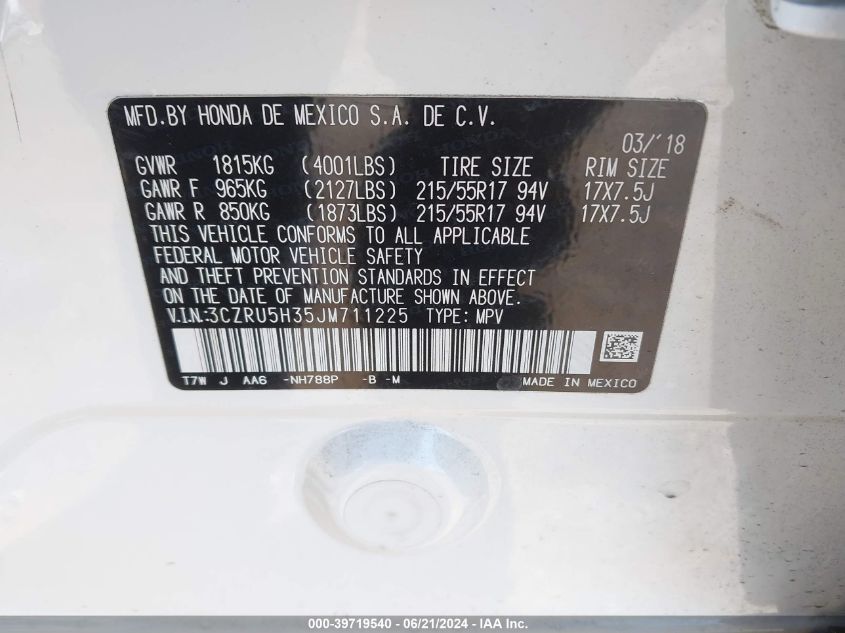 MFD.BY HONDA DE MEXICO S.A. DE C.V.
03/'18
GVWR 1815KG (4001LBS) TIRE SIZE RIM SIZE
GAWR F 965KG (2127LBS) 215/55R17 94V 17X7.5J
GAWR R 850KG (1873LBS) 215/55R17 94V 17X7.5J
THIS VEHICLE CONFORMS TO ALL APPLICABLE
FEDERAL MOTOR VEHICLE SAFETY
AND THEFT PREVENTION STANDARDS IN EFFECT
ON THE DATE OF MANUFACTURE SHOWN ABOVE.
V.I.N.:3CZRU5H35JM711225 TYPE: MPV
T7W J AA6 -NH788P -B -M MADE IN MEXICO
000-39719540 - 06/21/2024 - IAA Inc.